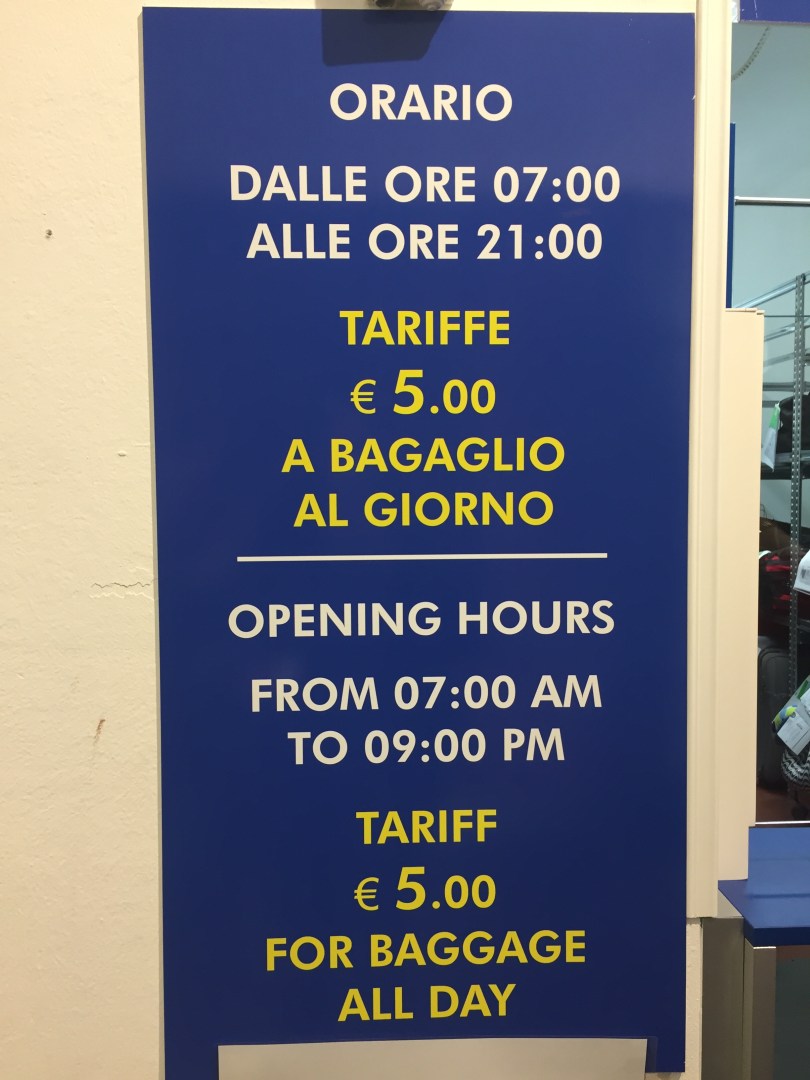 ORARIO
DALLE ORE 07:00
ALLE ORE 21:00
TARIFFE
€ 5.00
A BAGAGLIO
AL GIORNO
OPENING HOURS
FROM 07:00 AM
TO 09:00 PM
TARIFF
€ 5.00
FOR BAGGAGE
ALL DAY